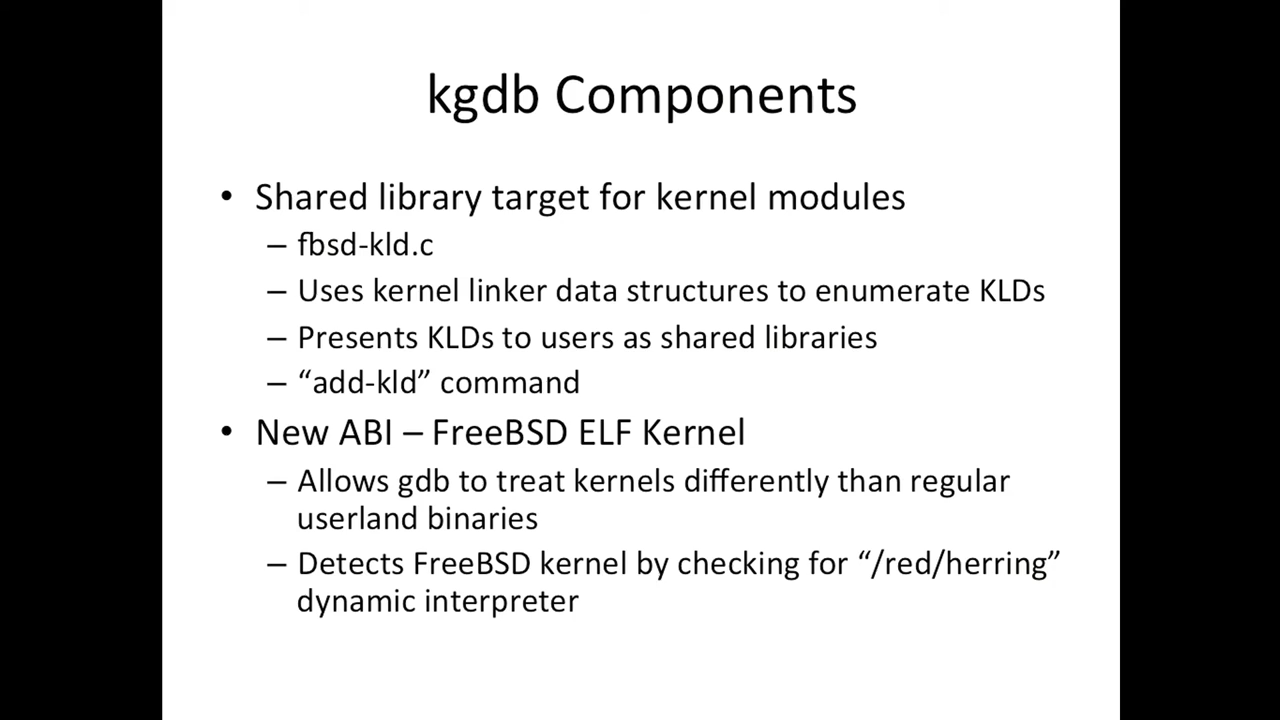 kgdb Components
• Shared library target for kernel modules
– fbsd-kld.c
– Uses kernel linker data structures to enumerate KLDs
– Presents KLDs to users as shared libraries
– “add-kld” command
• New ABI – FreeBSD ELF Kernel
– Allows gdb to treat kernels differently than regular
userland binaries
– Detects FreeBSD kernel by checking for “/red/herring”
dynamic interpreter